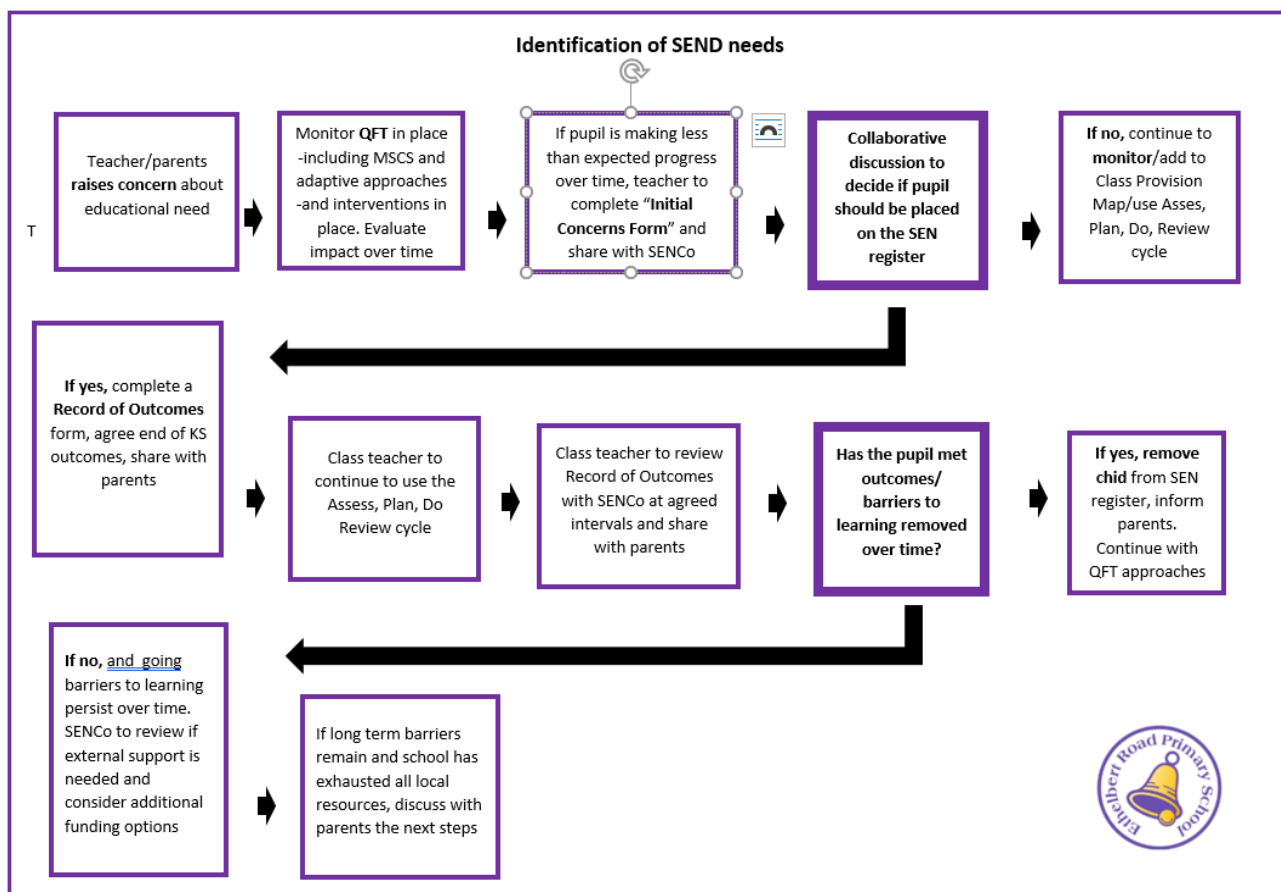 Identification of SEND needs
Teacher/parents
raises concern about
educational need
T
Monitor QFT in place
-including MSCS and
adaptive approaches
-and interventions in
place. Evaluate
impact over time
If pupil is making less
than expected progress
over time, teacher to
complete “Initial
Concerns Form” and
share with SENCo
Collaborative
discussion to
decide if pupil
should be placed
on the SEN
register
If no, continue to
monitor/add to
Class Provision
Map/use Asses,
Plan, Do, Review
cycle
If yes, complete a
Record of Outcomes
form, agree end of KS
outcomes, share with
parents
Class teacher to
continue to use the
Assess, Plan, Do
Review cycle
Class teacher to review
Record of Outcomes
with SENCo at agreed
intervals and share
with parents
Has the pupil met
outcomes/
barriers to
learning removed
over time?
If yes, remove
chid from SEN
register, inform
parents.
Continue with
QFT approaches
If no, and going
barriers to learning
persist over time.
SENCo to review if
external support is
needed and
consider additional
funding options
If long term barriers
remain and school has
exhausted all local
resources, discuss with
parents the next steps
Ethelbert Road Primary School